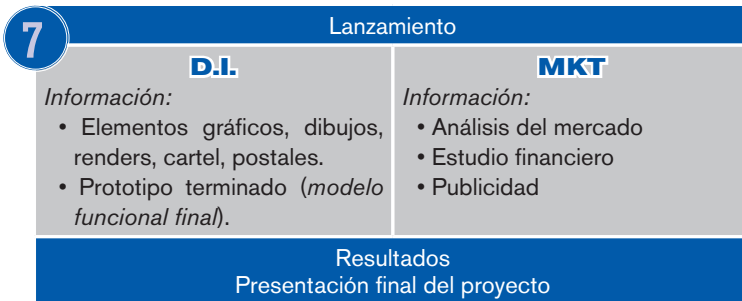 7
Lanzamiento
D.I.
Información:
• Elementos gráficos, dibujos,
renders, cartel, postales.
• Prototipo terminado (modelo
funcional final).
MKT
Información:
• Análisis del mercado
• Estudio financiero
• Publicidad
Resultados
Presentación final del proyecto